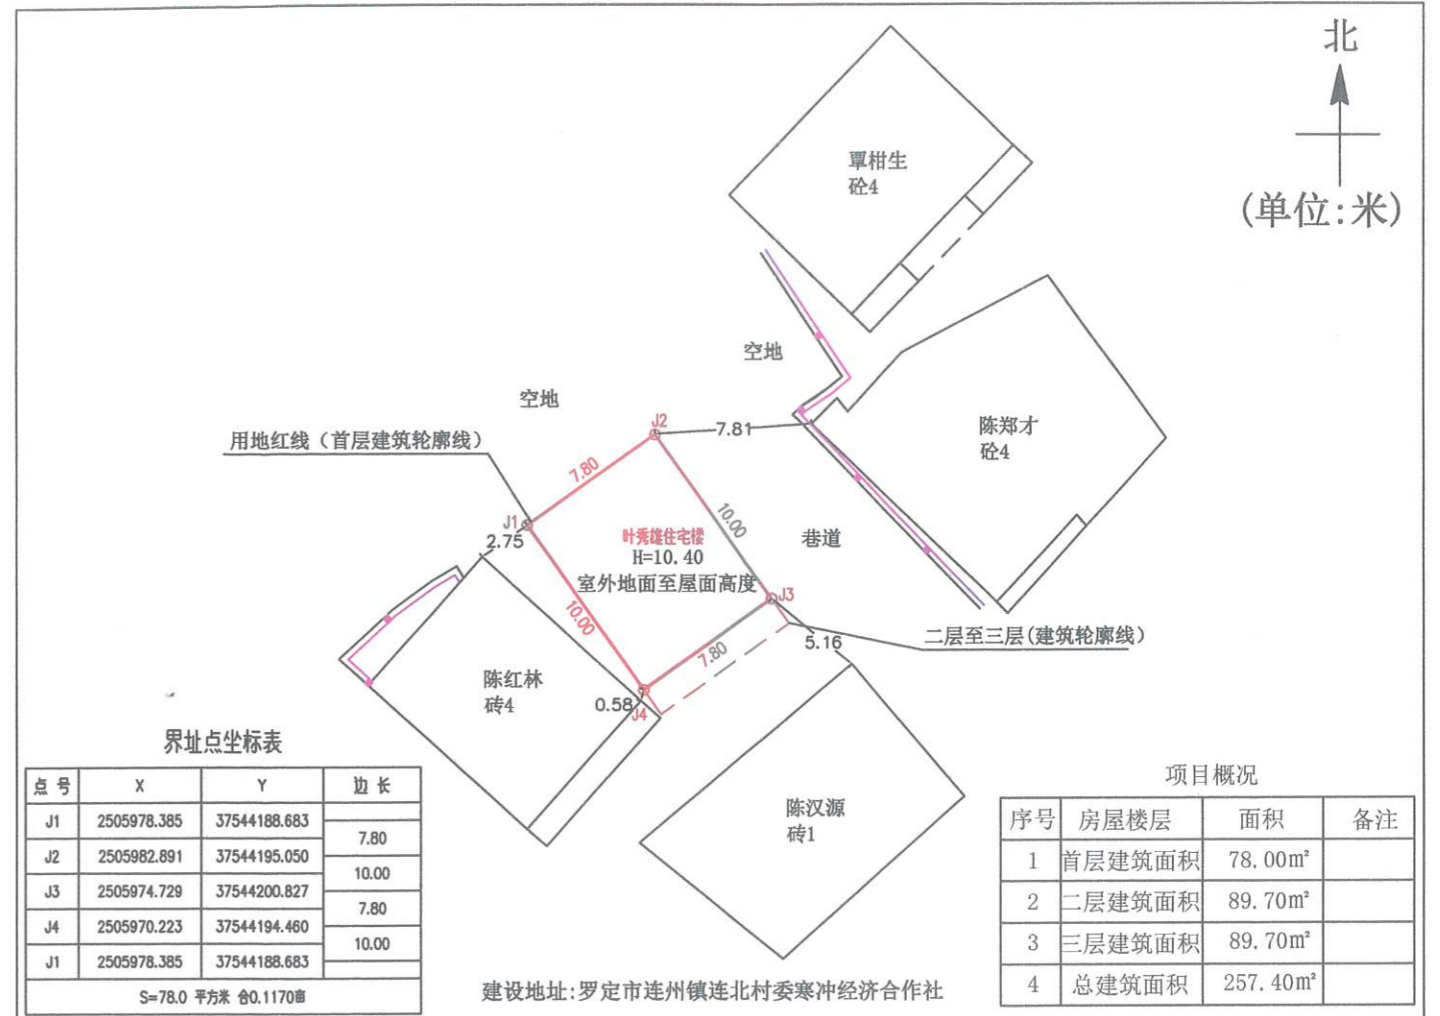 北
(单位:米)
覃柑生
砼4
空地
空地
陈郑才
砼4
用地红线（首层建筑轮廓线）
J2
7.81
7.80
J1
2.75
10.00
叶秀雄住宅楼
H=10.40
室外地面至屋面高度
巷道
J3
10.00
二层至三层(建筑轮廓线)
5.16
7.80
陈红林
砖4
0.58
J4
陈汉源
砖1
界址点坐标表
点 号 X Y 边 长
J1 2505978.385 37544188.683
7.80
J2 2505982.891 37544195.050
10.00
J3 2505974.729 37544200.827
7.80
J4 2505970.223 37544194.460
10.00
J1 2505978.385 37544188.683
S=78.0 平方米 合0.1170亩
建设地址:罗定市连州镇连北村委寒冲经济合作社
项目概况
序号 房屋楼层 面积 备注
1 首层建筑面积 78.00m²
2 二层建筑面积 89.70m²
3 三层建筑面积 89.70m²
4 总建筑面积 257.40m²